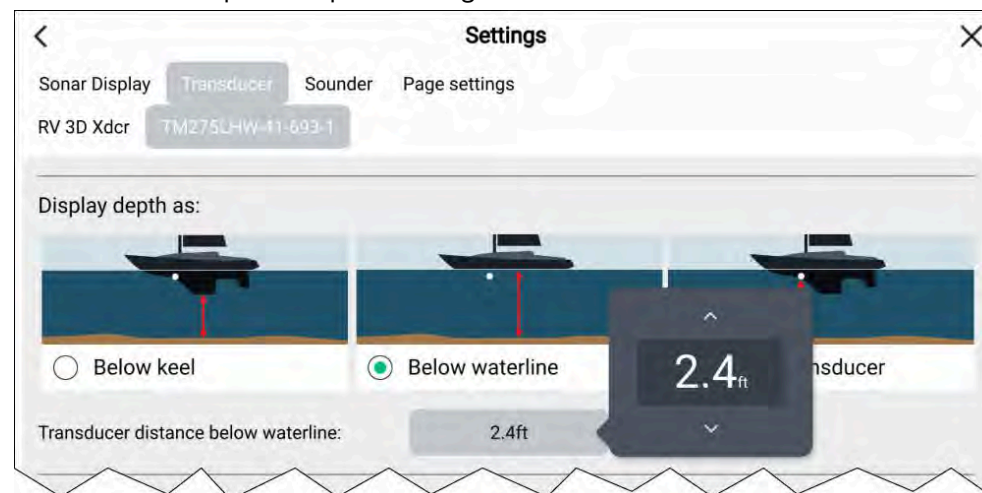 Settings
Sonar Display Transducer Sounder Page settings
RV 3D Xdcr TM275LHW-11-693-1
Display depth as:
Below keel Below waterline nsducer
2.4ft
Transducer distance below waterline: 2.4ft